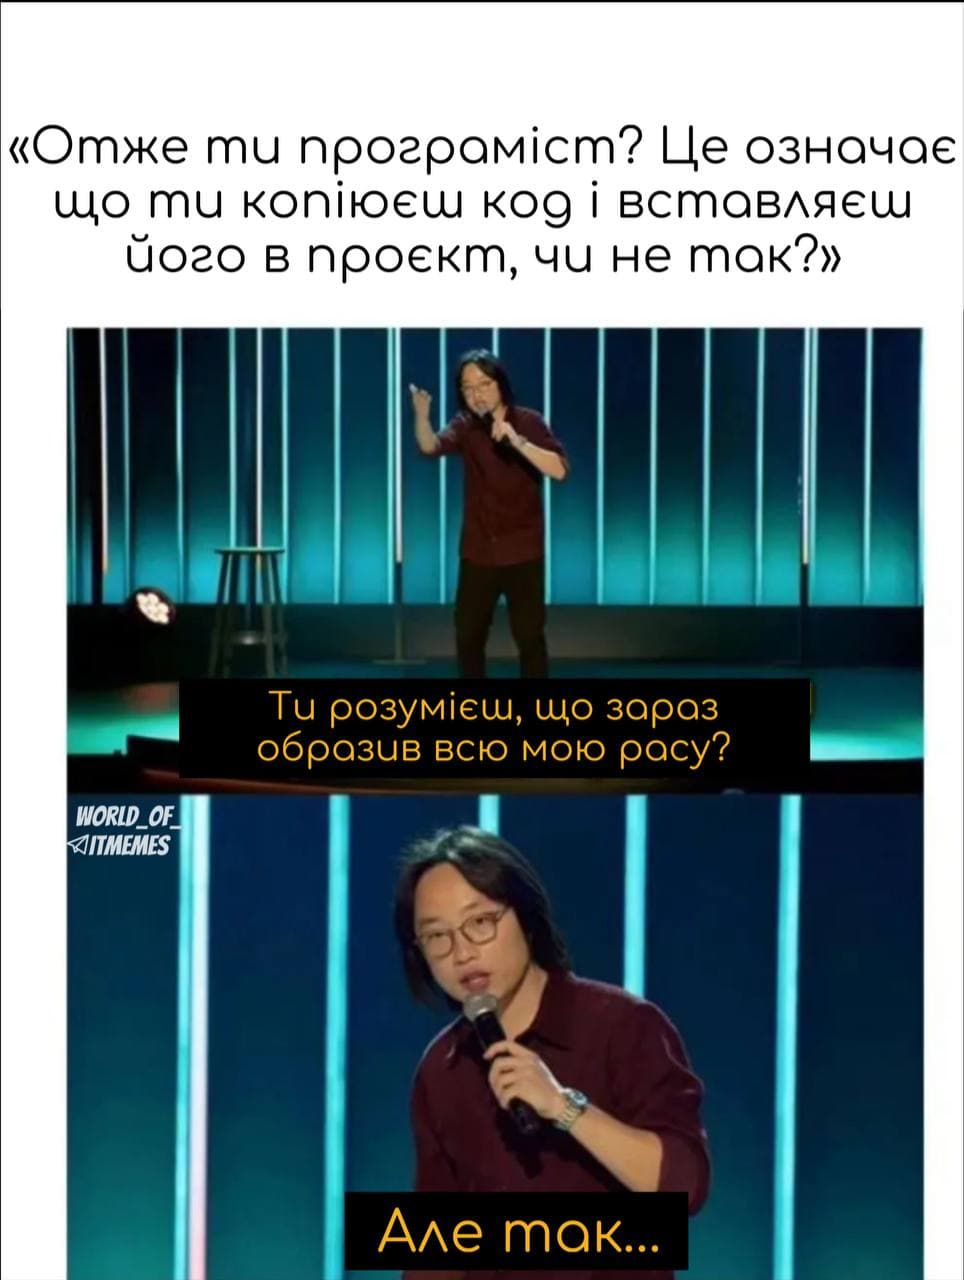 «Отже ти програміст? Це означає
що ти копіюєш код і вставляєш
його в проєкт, чи не так?»
Ти розумієш, що зараз
образив всю мою расу?
WORLD_OF_
ITMEMES
Але так...